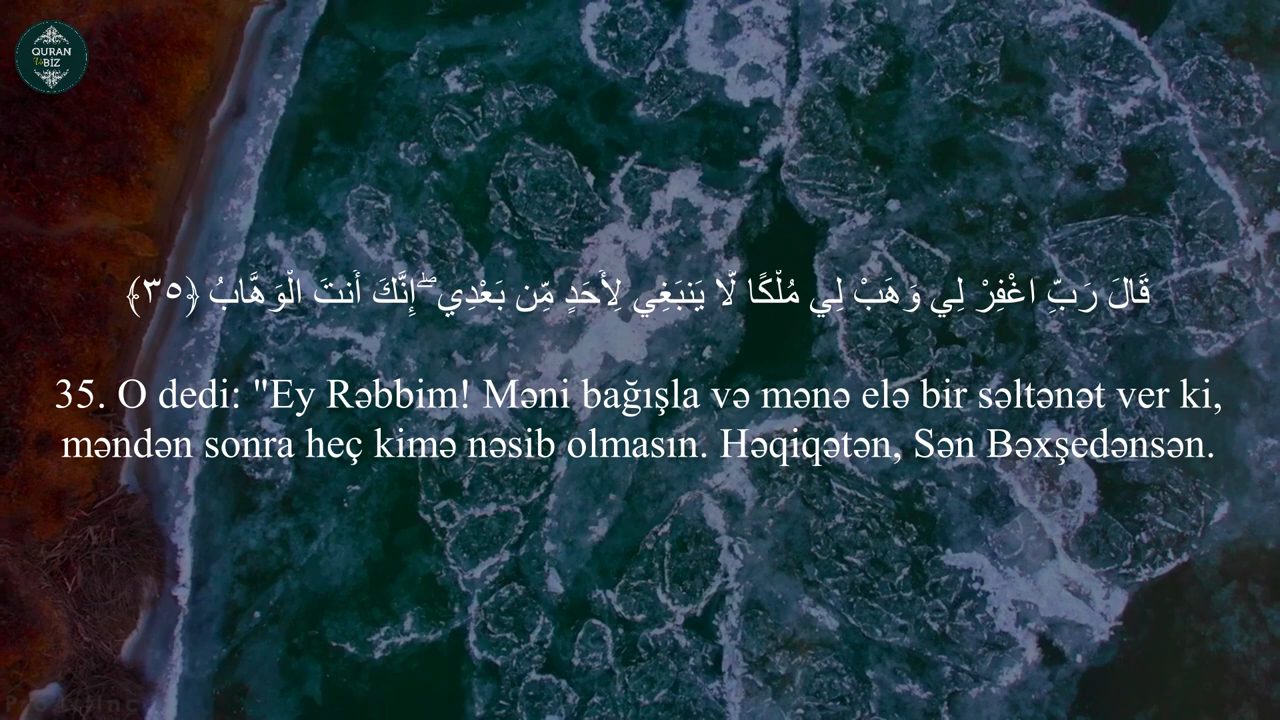 QURAN
Və BİZ
قَالَ رَبِّ اغْفِرْ لِي وَهَبْ لِي مُلْكًا لَّا يَنبَغِي لِأَحَدٍ مِّن بَعْدِي ۖ إِنَّكَ أَنتَ الْوَهَّابُ ﴿٣٥﴾
35. O dedi: "Ey Rəbbim! Məni bağışla və mənə elə bir səltənət ver ki,
məndən sonra heç kimə nəsib olmasın. Həqiqətən, Sən Bəxşedənsən.